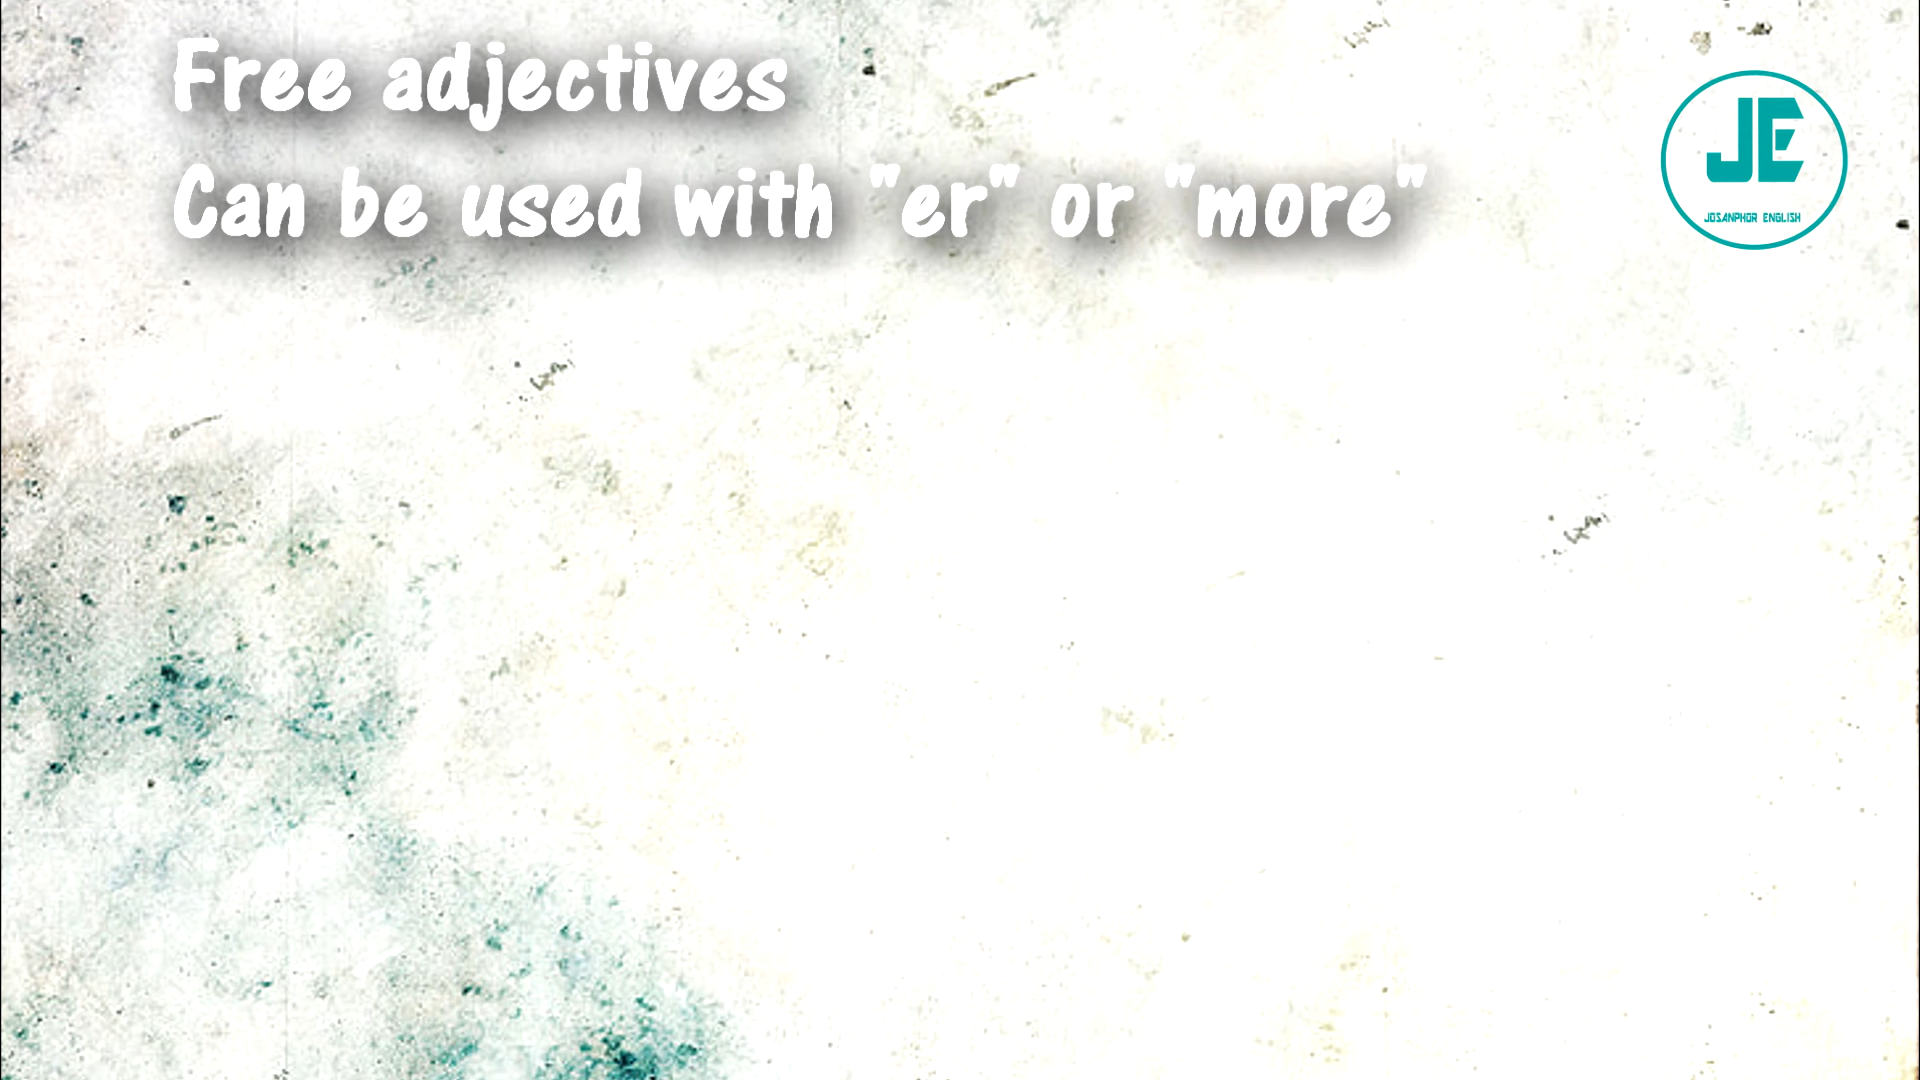 Free adjectives
Can be used with "er" or "more"
JE
JOSANPHOR ENGLISH